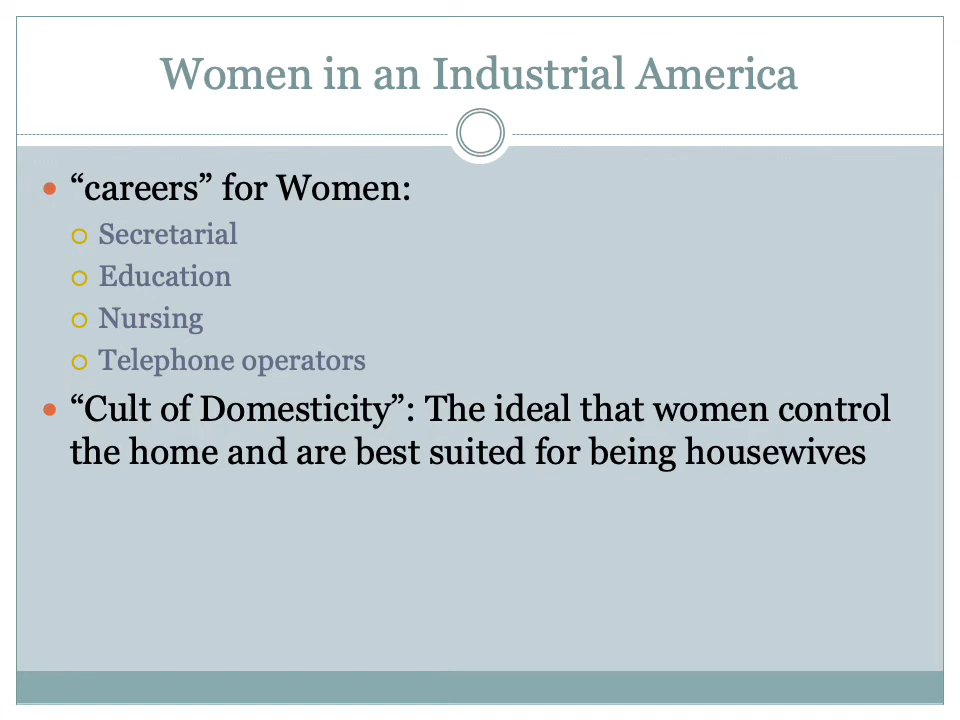 Women in an Industrial America
“careers” for Women:
Secretarial
Education
Nursing
Telephone operators
“Cult of Domesticity”: The ideal that women control
the home and are best suited for being housewives